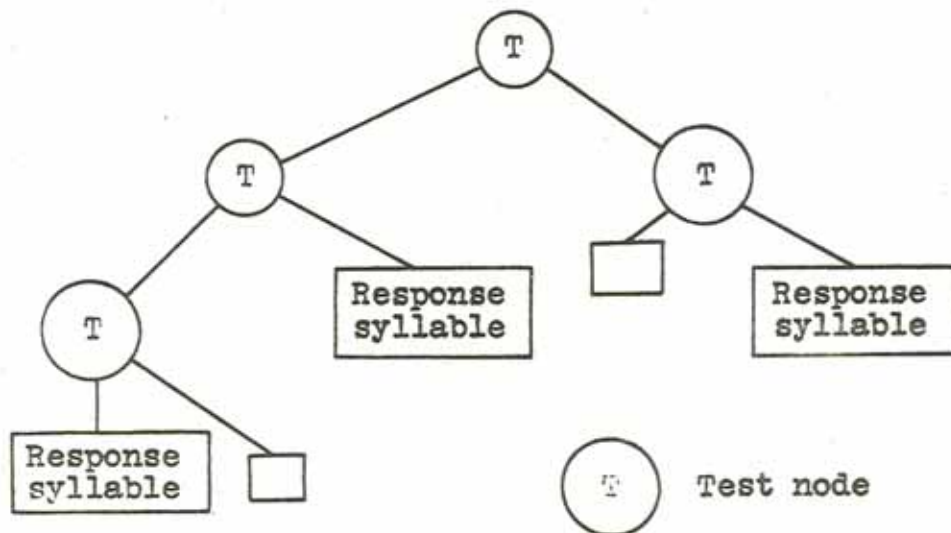 T
T
T
Response
syllable
Response
syllable
T
Response
syllable
T Test node